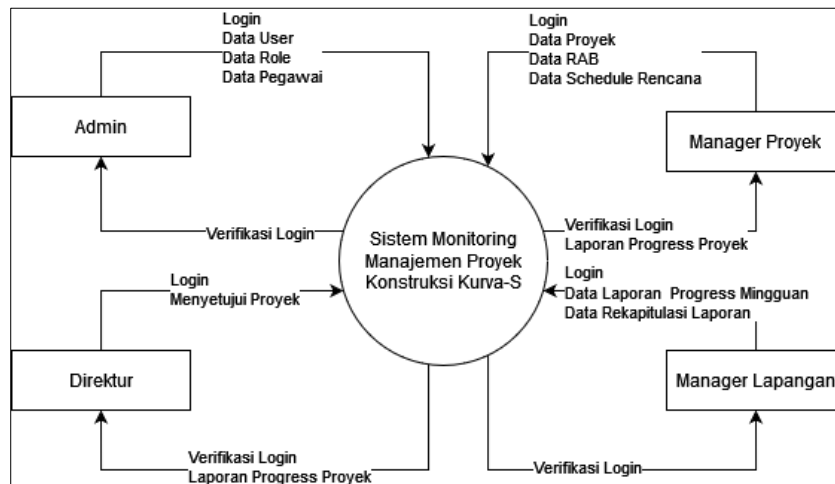 Login
Data User
Data Role
Data Pegawai
Login
Data Proyek
Data RAB
Data Schedule Rencana
Admin
Manager Proyek
Verifikasi Login
Sistem Monitoring
Manajemen Proyek
Konstruksi Kurva-S
Verifikasi Login
Laporan Progress Proyek
Login
Menyetujui Proyek
Login
Data Laporan Progress Mingguan
Data Rekapitulasi Laporan
Direktur
Manager Lapangan
Verifikasi Login
Laporan Progress Proyek
Verifikasi Login